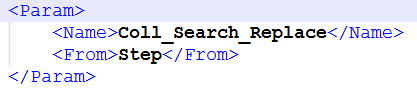 <Param>
    <Name>Coll_Search_Replace</Name>
    <From>Step</From>
</Param>